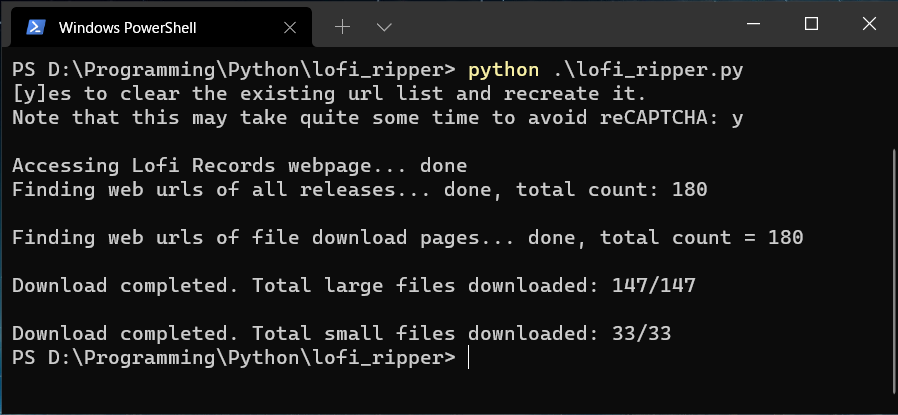 Windows PowerShell
PS D:\Programming\Python\lofi_ripper> python .\lofi_ripper.py
[y]es to clear the existing url list and recreate it.
Note that this may take quite some time to avoid reCAPTCHA: y
Accessing Lofi Records webpage... done
Finding web urls of all releases... done, total count: 180
Finding web urls of file download pages... done, total count = 180
Download completed. Total large files downloaded: 147/147
Download completed. Total small files downloaded: 33/33
PS D:\Programming\Python\lofi_ripper>